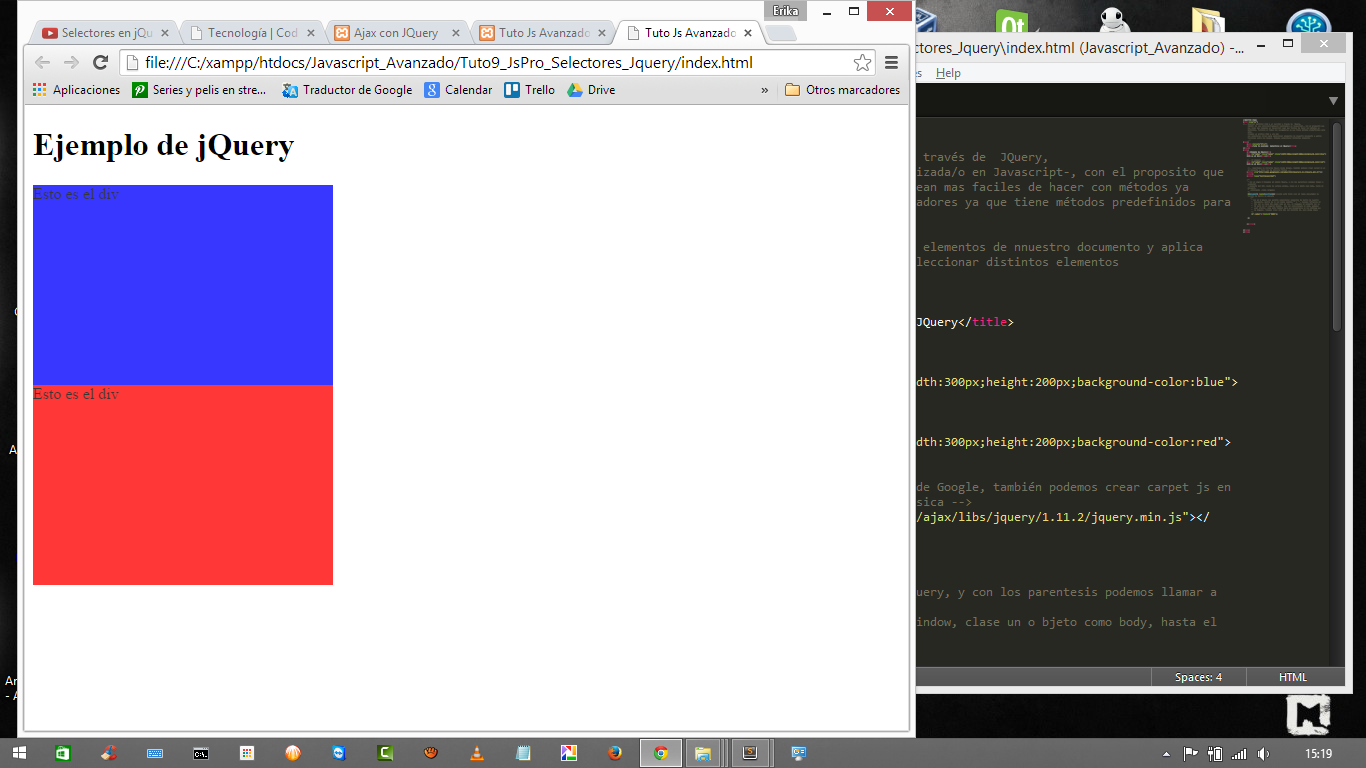 Erika
Selectores en jQu
Tecnología | Cod
Ajax con JQuery
Tuto Js Avanzado
Tuto Js Avanzado
file:///C:/xampp/htdocs/Javascript_Avanzado/Tuto9_JsPro_Selectores_Jquery/index.html
Aplicaciones
Series y pelis en stre...
Traductor de Google
Calendar
Trello
Drive
»
Otros marcadores
Ejemplo de jQuery
Esto es el div
Esto es el div
Qt
ctores_Jquery\index.html (Javascript_Avanzado) -...
es Help
través de  JQuery,
izada/o en Javascript-, con el proposito que
ean mas faciles de hacer con métodos ya
adores ya que tiene métodos predefinidos para
elementos de nnuestro documento y aplica
leccionar distintos elementos
JQuery</title>
dth:300px;height:200px;background-color:blue">
dth:300px;height:200px;background-color:red">
de Google, también podemos crear carpet js en
sica -->
/ajax/libs/jquery/1.11.2/jquery.min.js"></
uery, y con los parentesis podemos llamar a
indow, clase un o bjeto como body, hasta el
Spaces: 4
HTML
15:19